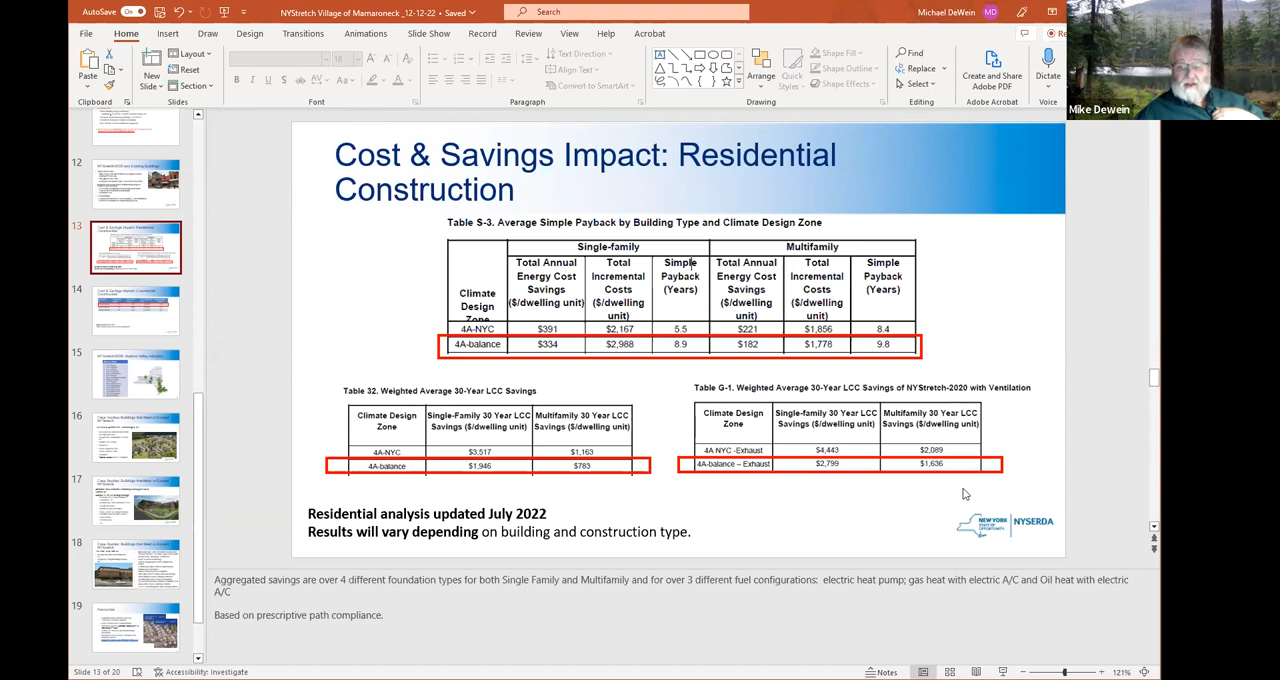 AutoSave On NYStretch Village of Mamaroneck _12-12-22 • Saved Search Michael DeWein MD
File Home Insert Draw Design Transitions Animations Slide Show Record Review View Help Acrobat
Paste New Slide Layout Reset Section
Text Direction Align Text Convert to SmartArt
Arrange Quick Styles Shape Fill Shape Outline Shape Effects
Find Replace Select
Create and Share Adobe PDF
Dictate
Clipboard Slides Font Paragraph Drawing Editing Adobe Acrobat Voice
Mike Dewein
12
13
14
15
16
17
18
19
Cost & Savings Impact: Residential
Construction
Table S-3. Average Simple Payback by Building Type and Climate Design Zone
Single-family Multifamily
Climate Design Zone
Total Annual Energy Cost Savings ($/dwelling unit)
Total Incremental Costs ($/dwelling unit)
Simple Payback (Years)
Total Annual Energy Cost Savings ($/dwelling unit)
Total Incremental Costs ($/dwelling unit)
Simple Payback (Years)
4A-NYC $391 $2,167 5.5 $221 $1,856 8.4
4A-balance $334 $2,988 8.9 $182 $1,778 9.8
Table 32. Weighted Average 30-Year LCC Savings
Climate Design Zone
Single-Family 30 Year LCC Savings ($/dwelling unit)
Multifamily 30 Year LCC Savings ($/dwelling unit)
4A-NYC $3,517 $1,163
4A-balance $1,946 $783
Table G-1. Weighted Average 30-Year LCC Savings of NYStretch-2020 with Ventilation
Climate Design Zone
Single-Family 30 Year LCC Savings ($/dwelling unit)
Multifamily 30 Year LCC Savings ($/dwelling unit)
4A NYC -Exhaust $4,443 $2,089
4A-balance – Exhaust $2,799 $1,636
Residential analysis updated July 2022
Results will vary depending on building and construction type.
NEW YORK STATE OF OPPORTUNITY NYSERDA
Aggregated savings over 3 different foundation types for both Single Family and Multifamily and for over 3 different fuel configurations: electric heat pump; gas heat with electric A/C and Oil heat with electric
A/C
Based on prescriptive path compliance.
Slide 13 of 20 Accessibility: Investigate Notes 121%